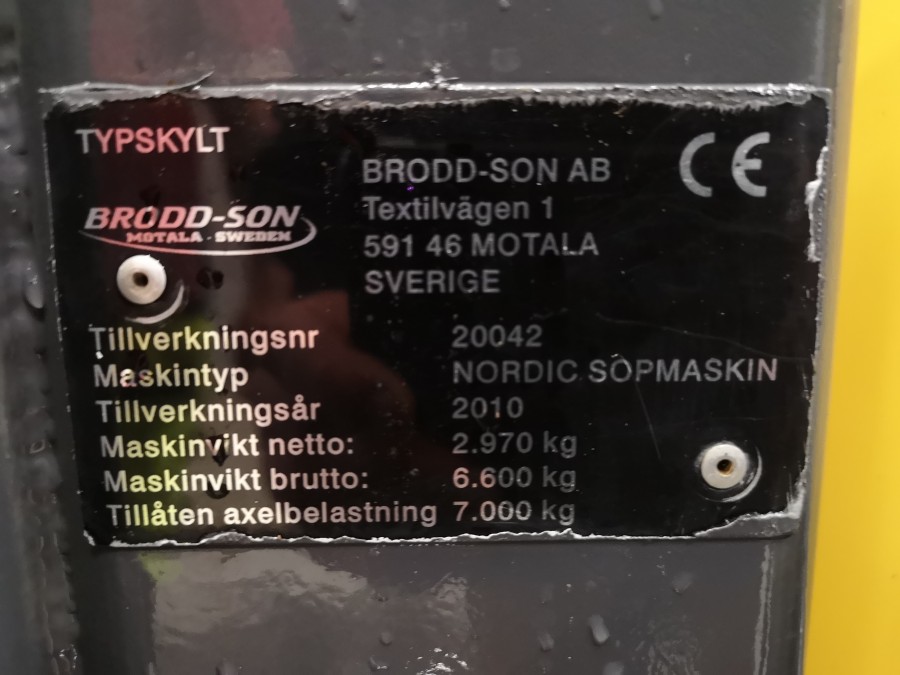 TYPSKYLT
BRODD-SON
MOTALA - SWEDEN
BRODD-SON AB
Textilvägen 1
591 46 MOTALA
SVERIGE
CE
Tillverkningsnr 20042
Maskintyp NORDIC SOPMASKIN
Tillverkningsår 2010
Maskinvikt netto: 2.970 kg
Maskinvikt brutto: 6.600 kg
Tillåten axelbelastning 7.000 kg